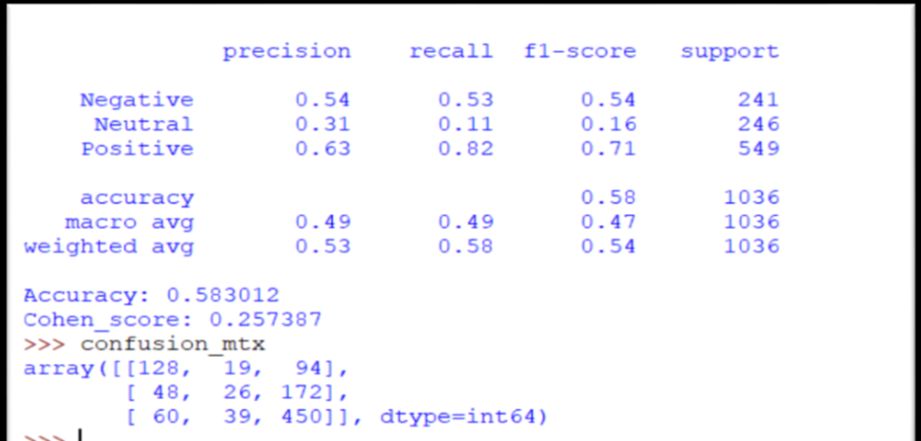 precision recall f1-score support
Negative 0.54 0.53 0.54 241
Neutral 0.31 0.11 0.16 246
Positive 0.63 0.82 0.71 549
accuracy 0.58 1036
macro avg 0.49 0.49 0.47 1036
weighted avg 0.53 0.58 0.54 1036
Accuracy: 0.583012
Cohen_score: 0.257387
>>> confusion_mtx
array([[128, 19, 94],
[ 48, 26, 172],
[ 60, 39, 450]], dtype=int64)
>>>